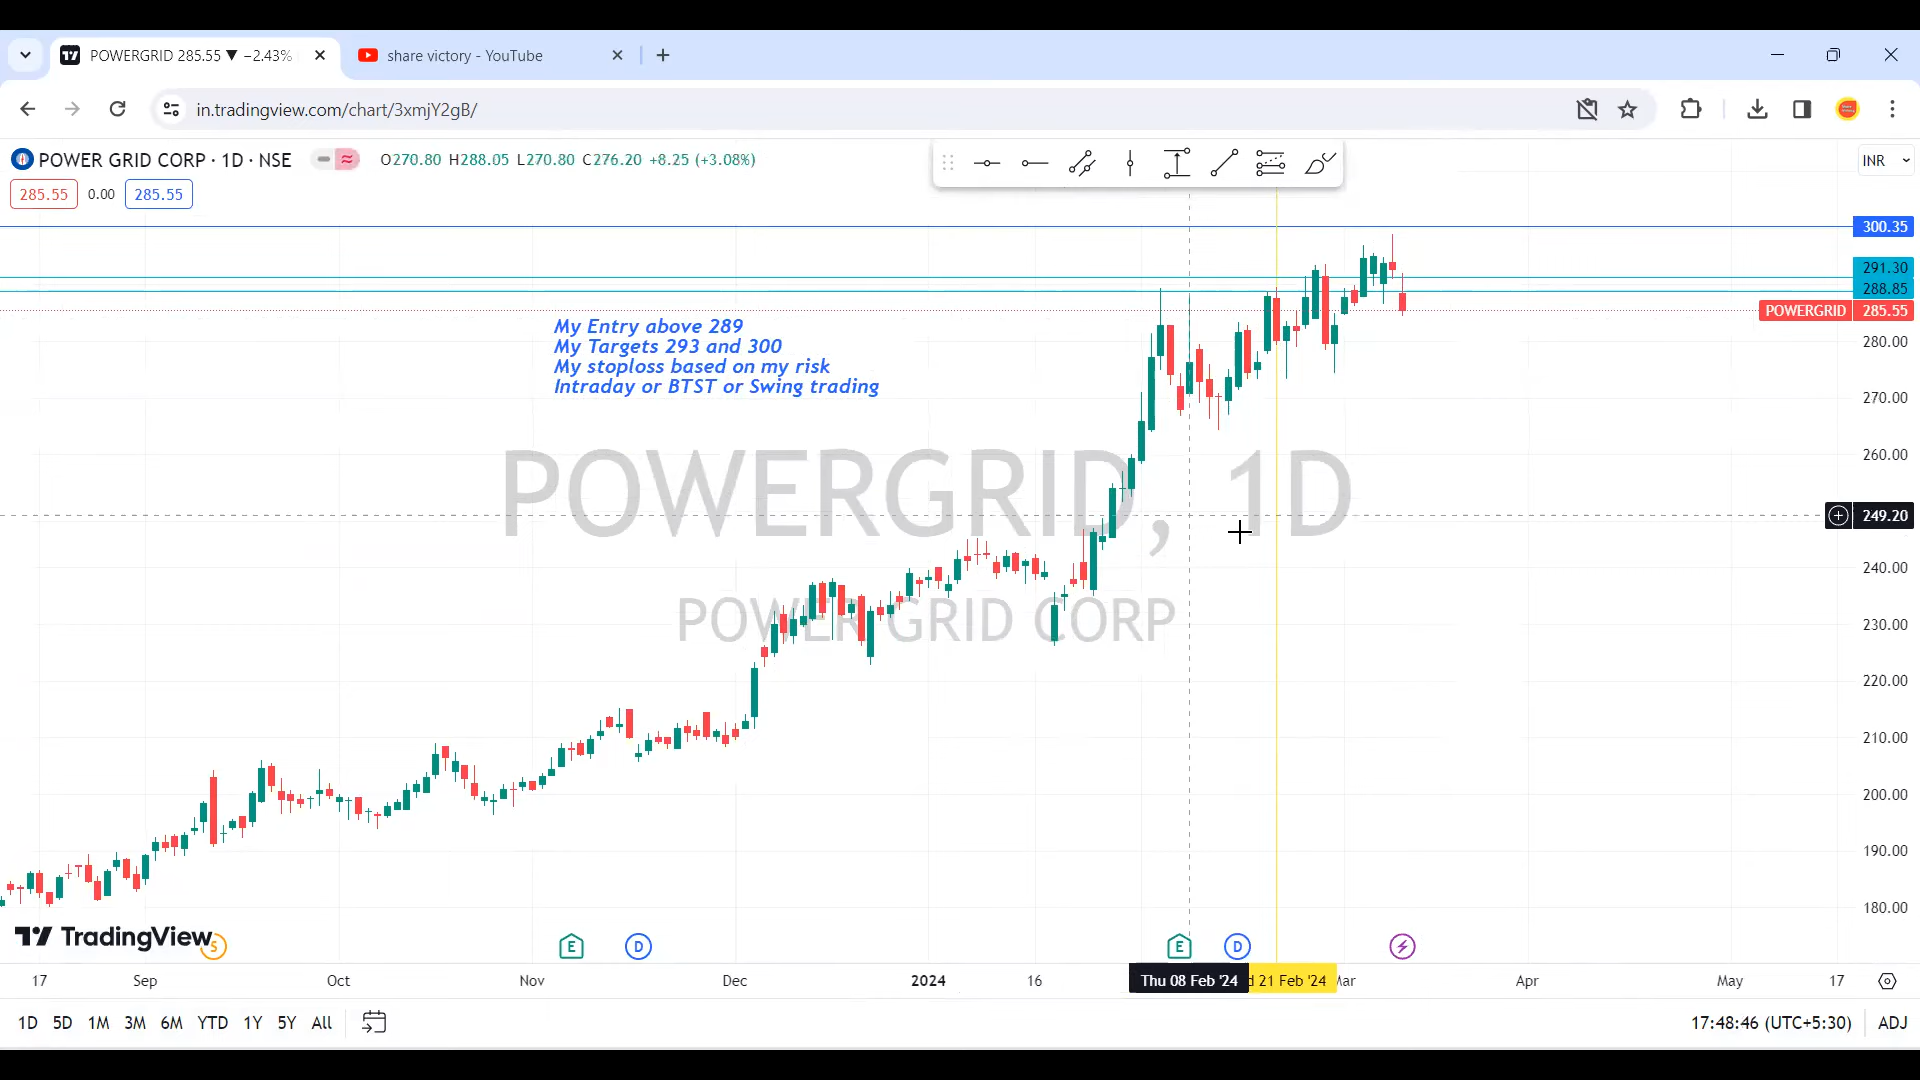 POWERGRID 285.55 ▼ −2.43%
share victory - YouTube
in.tradingview.com/chart/3xmjY2gB/
POWER GRID CORP · 1D · NSE
O270.80 H288.05 L270.80 C276.20 +8.25 (+3.08%)
INR
285.55 0.00 285.55
300.35
291.30
288.85
POWERGRID 285.55
My Entry above 289
My Targets 293 and 300
My stoploss based on my risk
Intraday or BTST or Swing trading
280.00
270.00
260.00
POWERGRID, 1D
249.20
240.00
POWER GRID CORP
230.00
220.00
210.00
200.00
190.00
180.00
TradingView
S
E D E D
17 Sep Oct Nov Dec 2024 16 Thu 08 Feb '24 d 21 Feb '24 Mar Apr May 17
1D 5D 1M 3M 6M YTD 1Y 5Y All
17:48:46 (UTC+5:30) ADJ